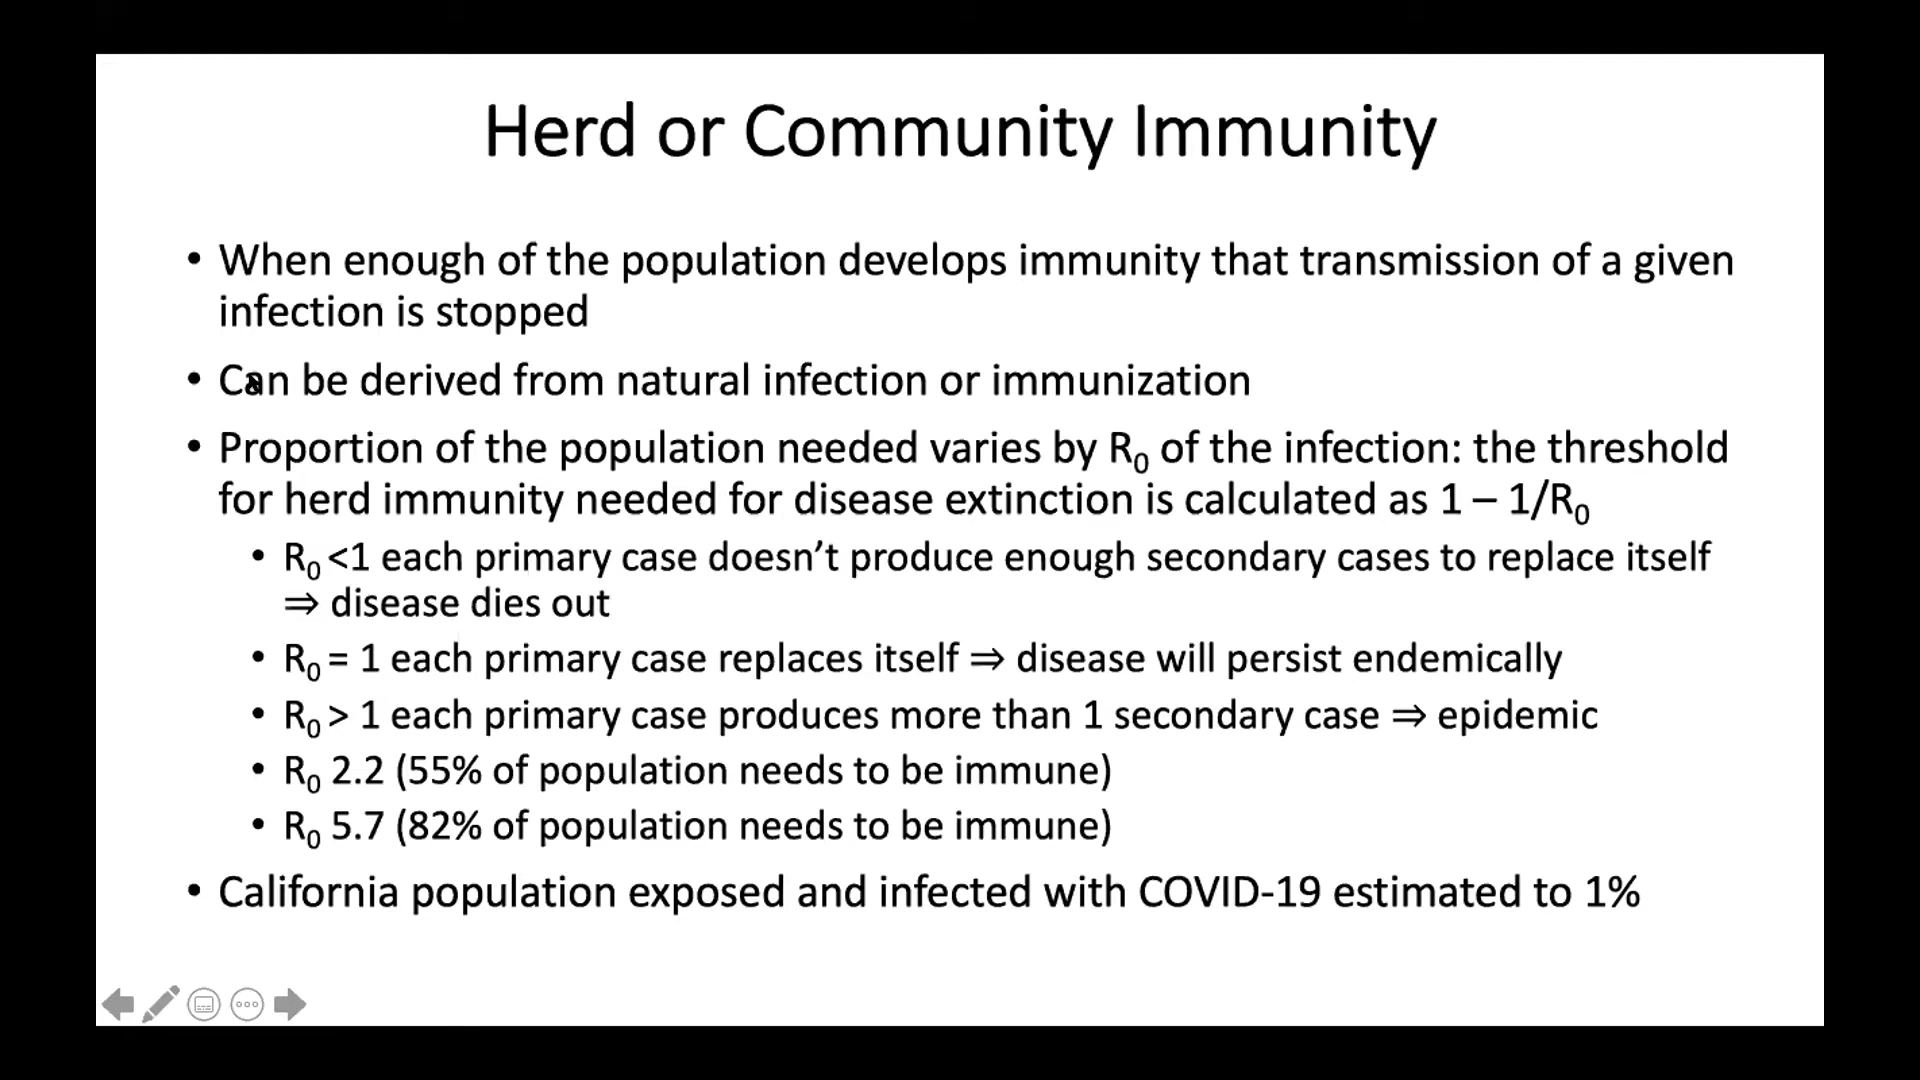 Herd or Community Immunity
• When enough of the population develops immunity that transmission of a given
infection is stopped
• Can be derived from natural infection or immunization
• Proportion of the population needed varies by R₀ of the infection: the threshold
for herd immunity needed for disease extinction is calculated as 1 – 1/R₀
• R₀ <1 each primary case doesn’t produce enough secondary cases to replace itself
⇒ disease dies out
• R₀ = 1 each primary case replaces itself ⇒ disease will persist endemically
• R₀ > 1 each primary case produces more than 1 secondary case ⇒ epidemic
• R₀ 2.2 (55% of population needs to be immune)
• R₀ 5.7 (82% of population needs to be immune)
• California population exposed and infected with COVID-19 estimated to 1%